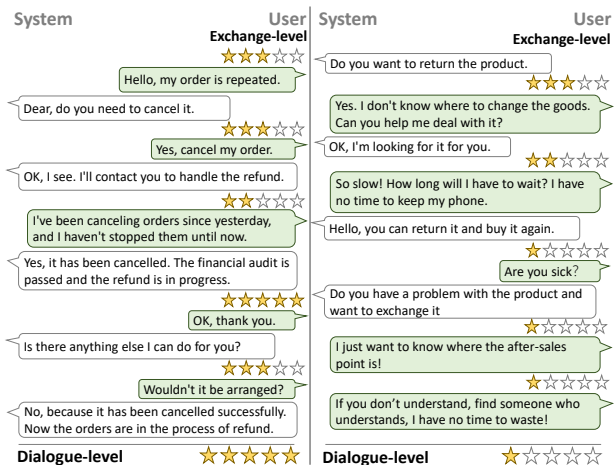 System
User
Exchange-level
Hello, my order is repeated.
Dear, do you need to cancel it.
Yes, cancel my order.
OK, I see. I'll contact you to handle the refund.
I've been canceling orders since yesterday,
and I haven't stopped them until now.
Yes, it has been cancelled. The financial audit is
passed and the refund is in progress.
OK, thank you.
Is there anything else I can do for you?
Wouldn't it be arranged?
No, because it has been cancelled successfully.
Now the orders are in the process of refund.
Dialogue-level
System
User
Exchange-level
Do you want to return the product.
Yes. I don't know where to change the goods.
Can you help me deal with it?
OK, I'm looking for it for you.
So slow! How long will I have to wait? I have
no time to keep my phone.
Hello, you can return it and buy it again.
Are you sick?
Do you have a problem with the product and
want to exchange it
I just want to know where the after-sales
point is!
If you don't understand, find someone who
understands, I have no time to waste!
Dialogue-level